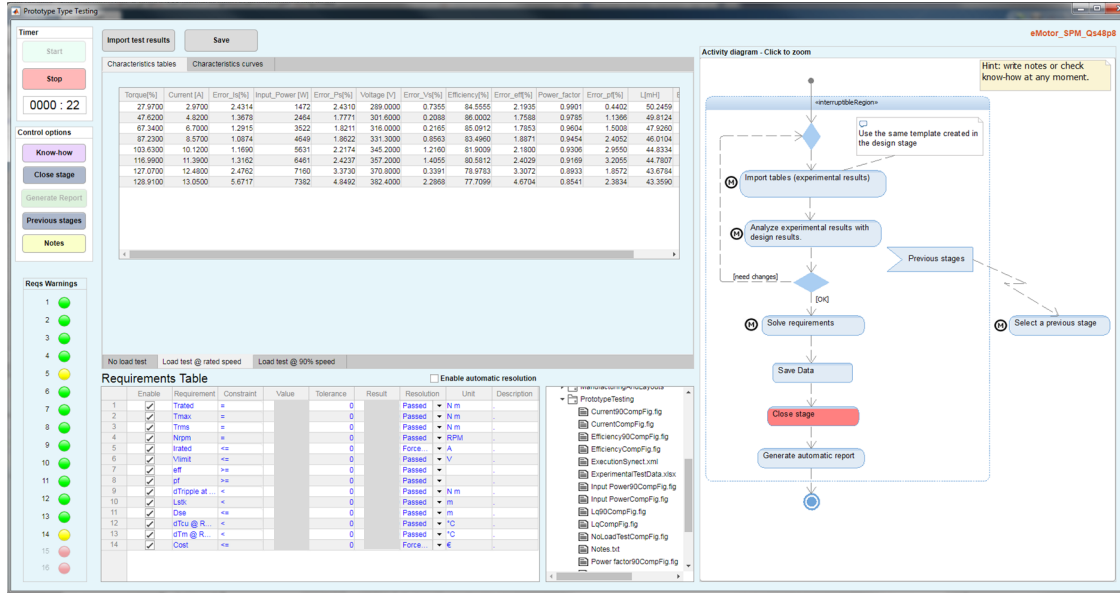 Prototype Type Testing
Timer
Start
Stop
0000 : 22
Control options
Know-how
Close stage
Generate Report
Previous stages
Notes
Reqs Warnings
1
2
3
4
5
6
7
8
9
10
11
12
13
14
15
16
Import test results Save
Characteristics tables Characteristics curves
Torque[%] Current [A] Error_Is[%] Input_Power [W] Error_Ps[%] Voltage [V] Error_Vs[%] Efficiency[%] Error_eff[%] Power_factor Error_pf[%] L[mH] E
27.9700 2.9700 2.4314 1472 2.4310 289.0000 0.7355 84.5555 2.1935 0.9901 0.4402 50.2459
47.6200 4.8200 1.3678 2464 1.7771 301.6000 0.2088 86.0002 1.7588 0.9785 1.1366 49.8124
67.3400 6.7000 1.2915 3522 1.8211 316.0000 0.2165 85.0912 1.7853 0.9604 1.5008 47.9260
87.2300 8.5700 1.0874 4649 1.8622 331.3000 0.8563 83.4960 1.8871 0.9454 2.4052 46.0104
103.6300 10.1200 1.1690 5631 2.2174 345.2000 1.2160 81.9009 2.1800 0.9306 2.9550 44.8334
116.9900 11.3900 1.3162 6461 2.4237 357.2000 1.4055 80.5812 2.4029 0.9169 3.2055 44.7807
127.0700 12.4800 2.4762 7160 3.3730 370.8000 0.3391 78.9783 3.3072 0.8933 1.8572 43.6784
128.9100 13.0500 5.6717 7382 4.8492 382.4000 2.2868 77.7099 4.6704 0.8541 2.3834 43.3590
No load test Load test @ rated speed Load test @ 90% speed
Requirements Table
Enable automatic resolution
Enable Requirement Constraint Value Tolerance Result Resolution Unit Description
1 Trated = 0 Passed N m .
2 Tmax = 0 Passed N m .
3 Trms = 0 Passed N m .
4 Nrpm = 0 Passed RPM .
5 Irated <= 0 Force... A .
6 Vlimit <= 0 Passed V .
7 eff >= 0 Passed .
8 pf >= 0 Passed .
9 dTripple at ... < 0 Passed N m .
10 Lstk < 0 Passed m .
11 Dse <= 0 Passed m .
12 dTcu @ R... < 0 Passed °C .
13 dTm @ R... < 0 Passed °C .
14 Cost <= 0 Force... € .
ManufacturingAndLayouts
PrototypeTesting
Current90CompFig.fig
CurrentCompFig.fig
Efficiency90CompFig.fig
EfficiencyCompFig.fig
ExecutionSynect.xml
ExperimentalTestData.xlsx
Input Power90CompFig.fig
Input PowerCompFig.fig
Lq90CompFig.fig
LqCompFig.fig
NoLoadTestCompFig.fig
Notes.txt
Power factor90CompFig.fig
eMotor_SPM_Qs48p8
Activity diagram - Click to zoom
Hint: write notes or check
know-how at any moment.
«interruptibleRegion»
Use the same template created in
the design stage
M
Import tables (experimental results)
M
Analyze experimental results with
design results.
Previous stages
[need changes]
[OK]
M
Solve requirements
M
Select a previous stage
Save Data
Close stage
Generate automatic report